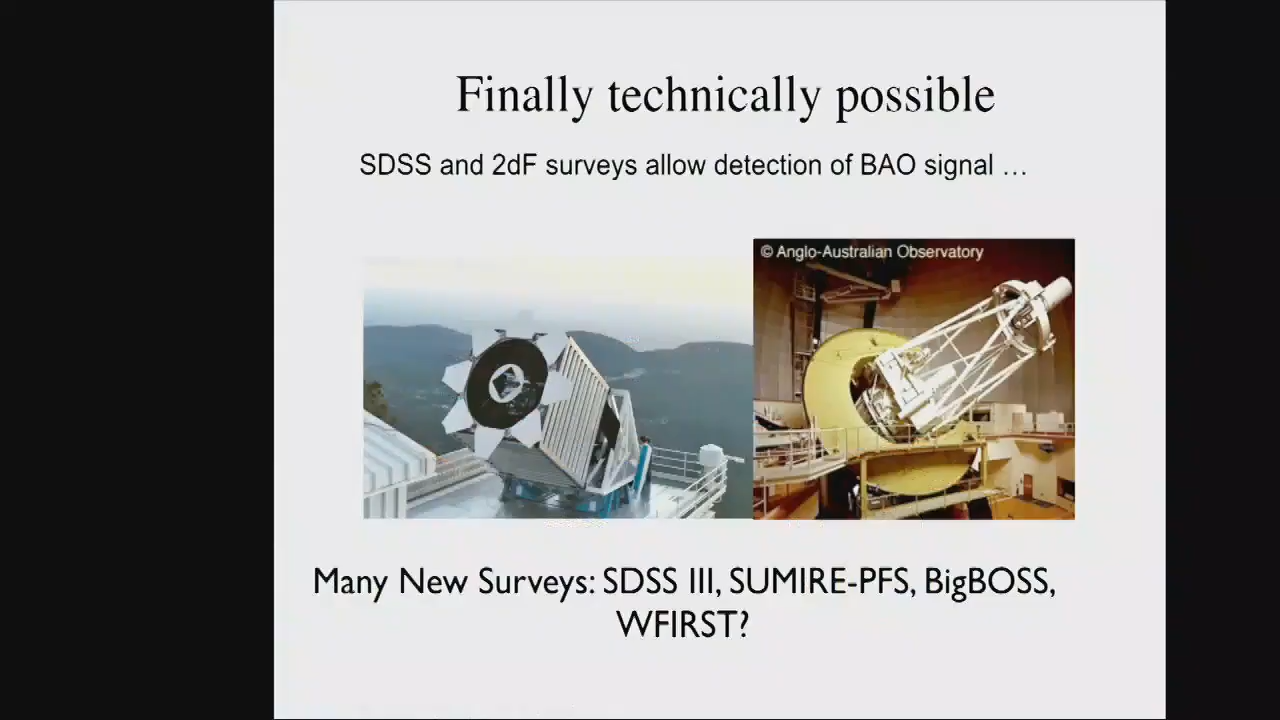 Finally technically possible
SDSS and 2dF surveys allow detection of BAO signal …
© Anglo-Australian Observatory
Many New Surveys: SDSS III, SUMIRE-PFS, BigBOSS,
WFIRST?